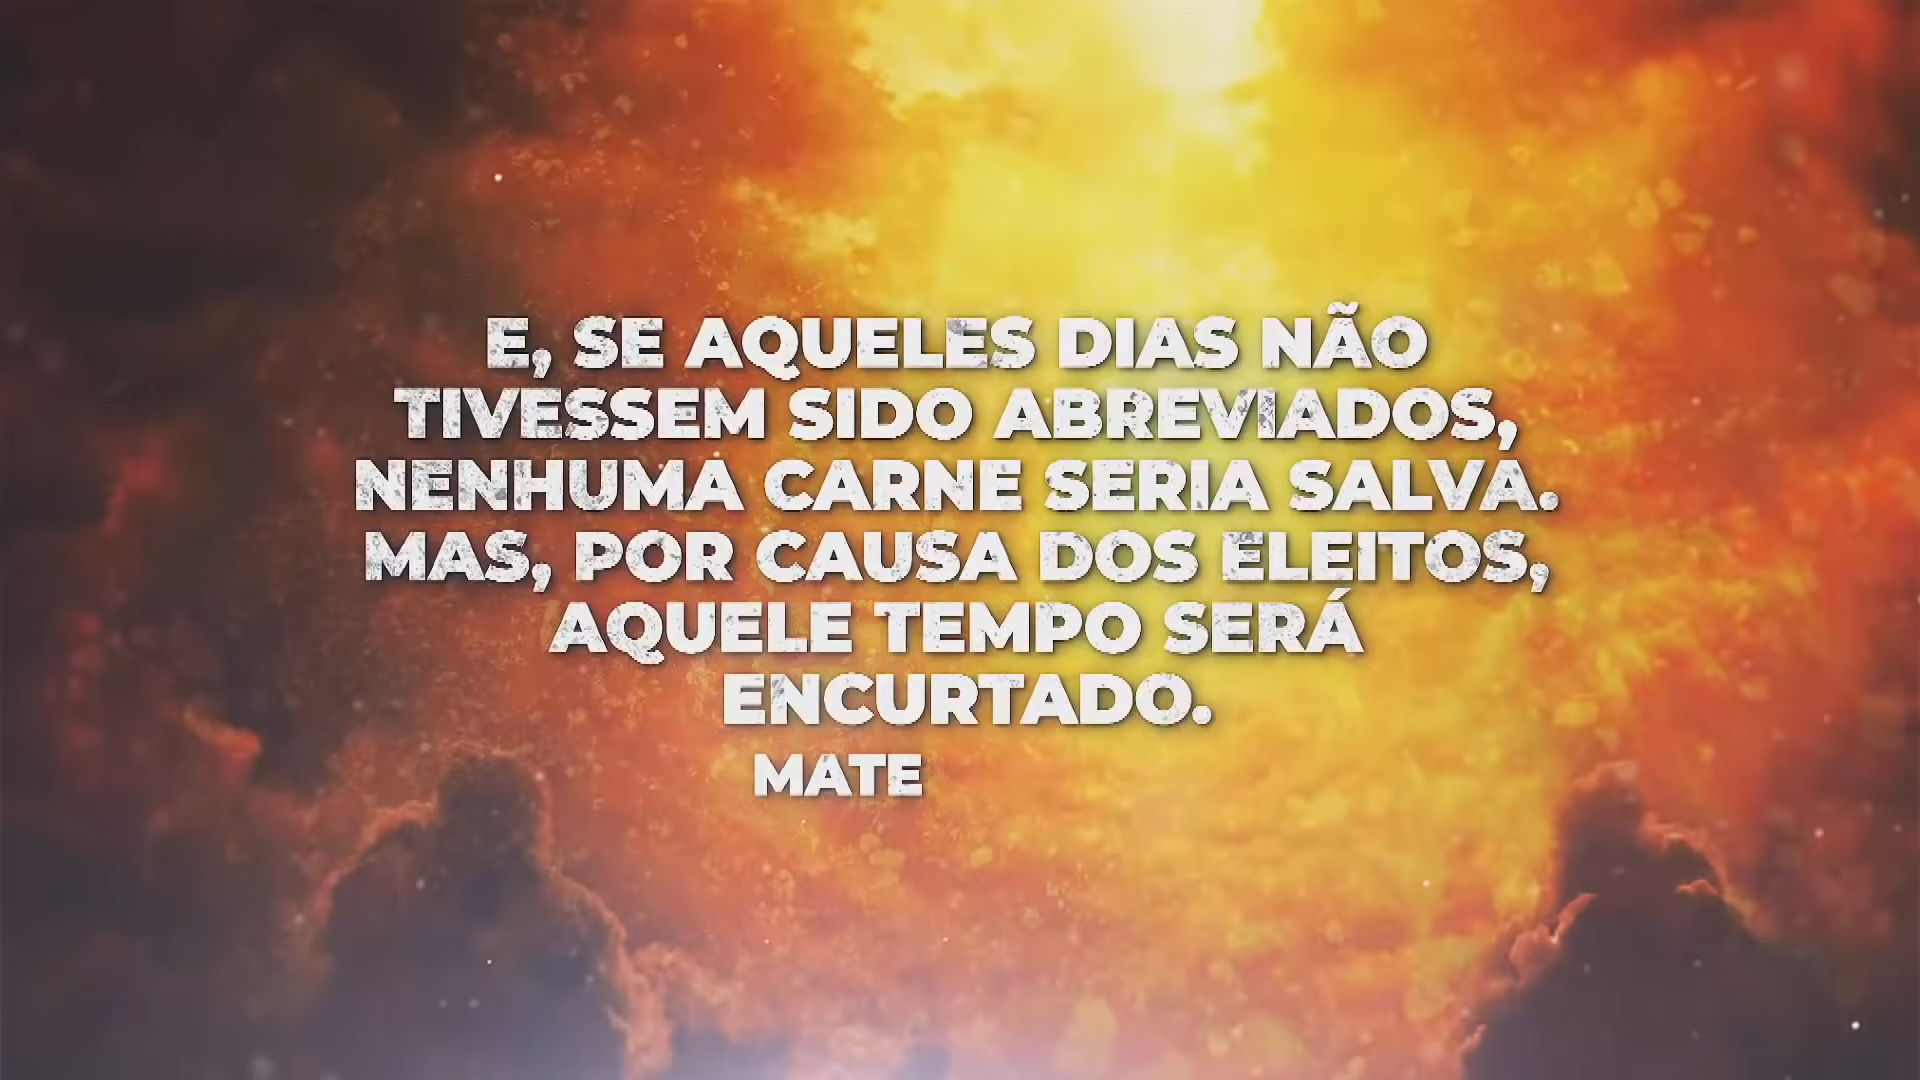 E, SE AQUELES DIAS NÃO
TIVESSEM SIDO ABREVIADOS,
NENHUMA CARNE SERIA SALVA.
MAS, POR CAUSA DOS ELEITOS,
AQUELE TEMPO SERÁ
ENCURTADO.
MATE